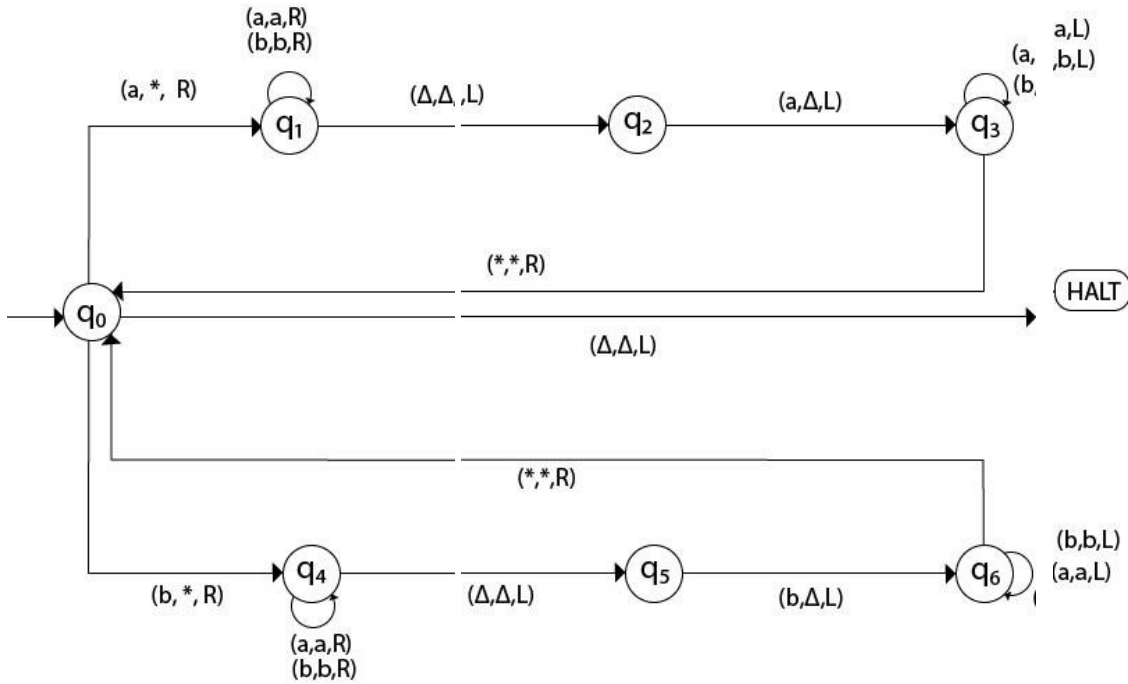 (a,a,R)
(b,b,R)
a,L)
(a,
,b,L)
(b,
(a, *, R)
(Δ,Δ,,L)
(a,Δ,L)
q₁
q₂
q₃
(*,*,R)
HALT
q₀
(Δ,Δ,L)
(*,*,R)
(b,b,L)
q₄
q₅
q₆
(a,a,L)
(
(b, *, R)
(Δ,Δ,L)
(b,Δ,L)
(a,a,R)
(b,b,R)